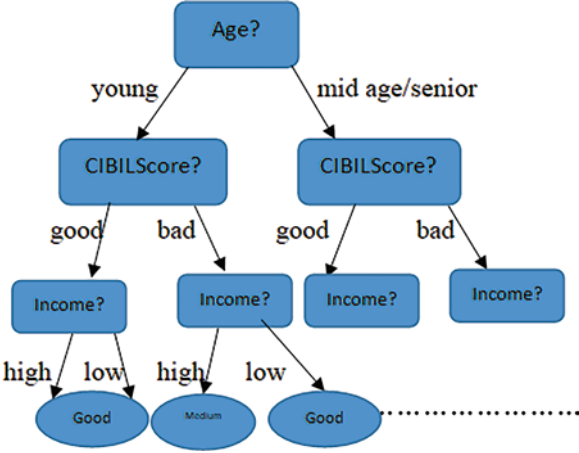 Age?
young
mid age/senior
CIBILScore?
CIBILScore?
good
bad
good
bad
Income?
Income?
Income?
Income?
high
low
high
low
Good
Medium
Good